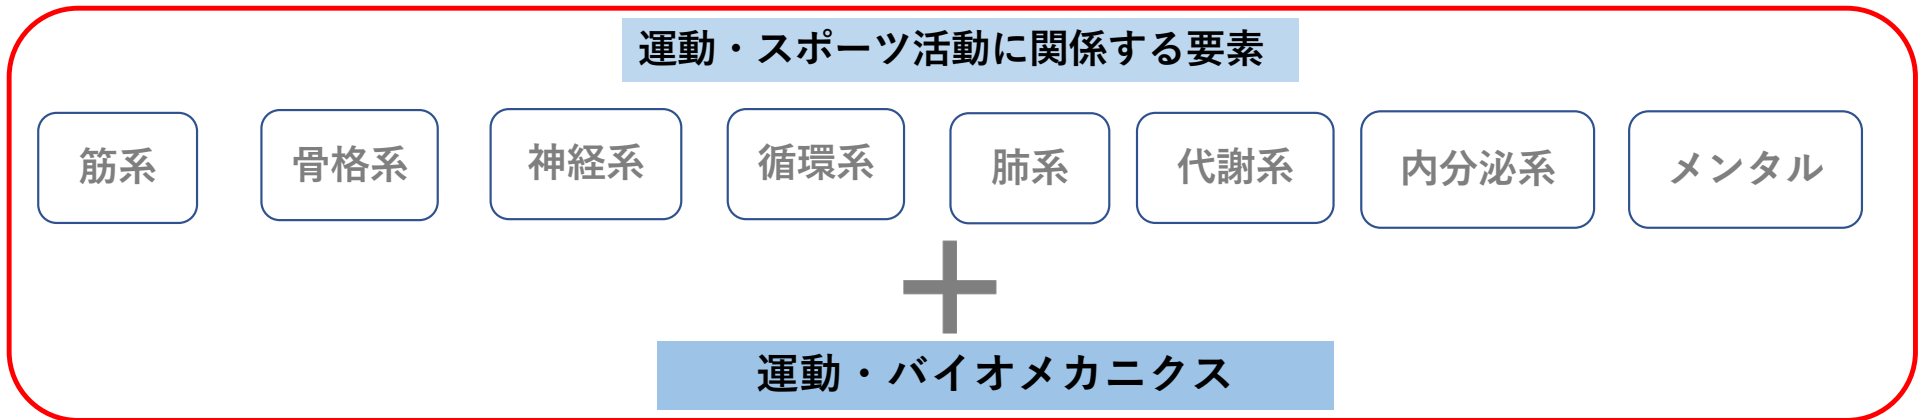 運動・スポーツ活動に関係する要素
筋系
骨格系
神経系
循環系
肺系
代謝系
内分泌系
メンタル
運動・バイオメカニクス